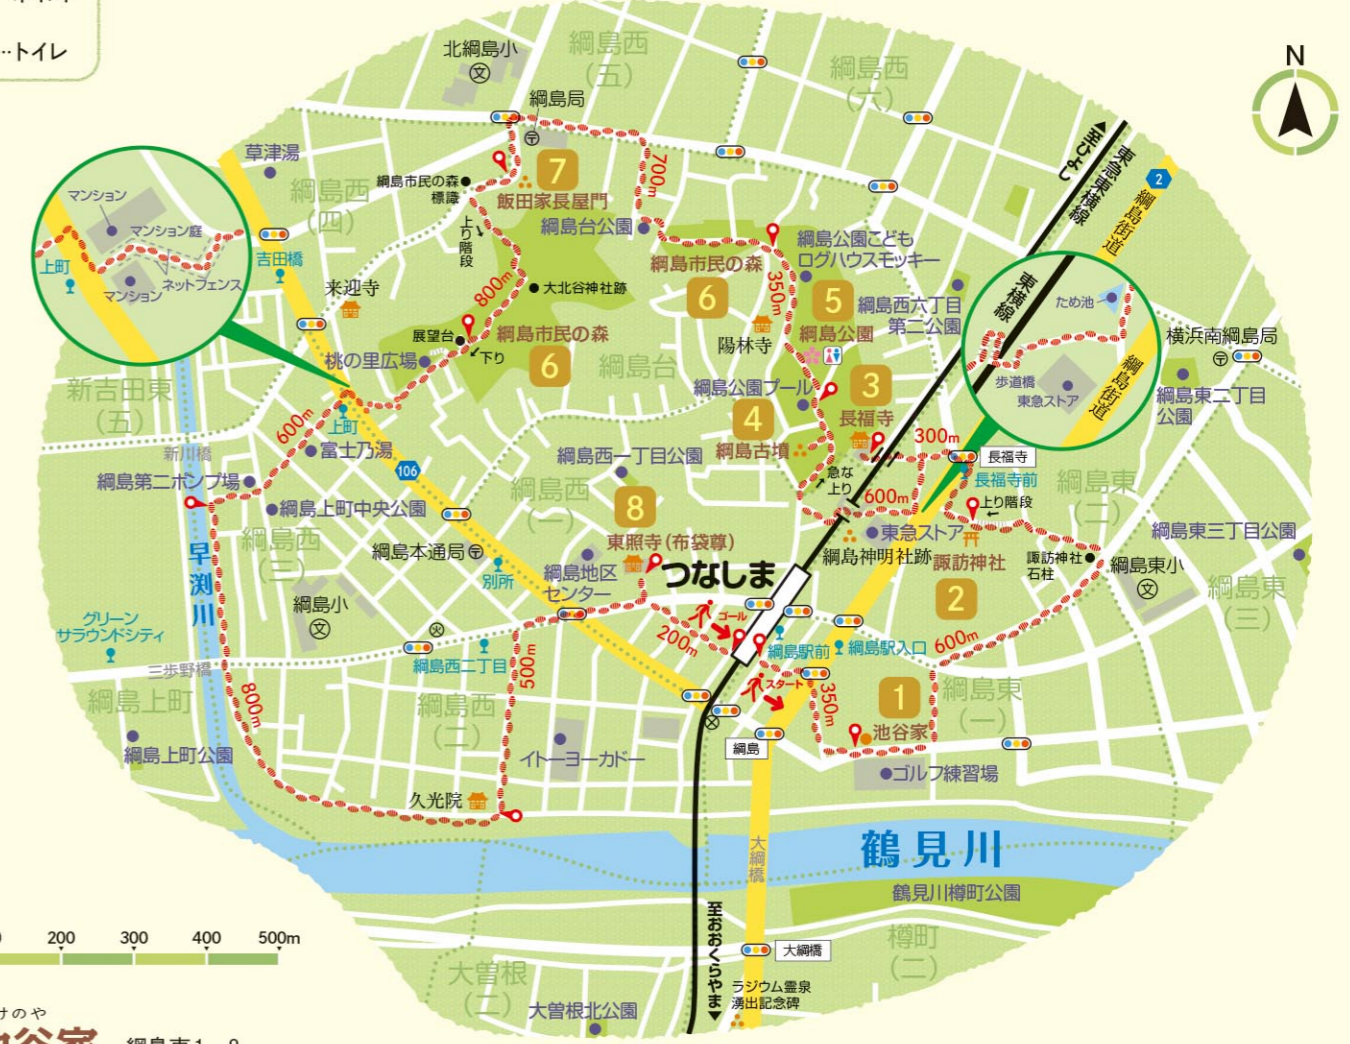 …トイレ
N
北綱島小
文
綱島西
(五)
綱島西
(六)
綱島局
〒
草津湯
綱島西
(四)
綱島市民の森
標識
7
飯田家長屋門
700m
綱島台公園
上り階段
至ひよし
東急東横線
2
綱島街道
マンション
マンション庭
上町
マンション
ネットフェンス
吉田橋
来迎寺
800m
大北谷神社跡
展望台
下り
綱島市民の森
6
桃の里広場
綱島市民の森
6
350m
綱島公園こども
ログハウスモッキー
5
綱島公園
綱島西六丁目
第二公園
陽林寺
綱島台
東横線
ため池
歩道橋
東急ストア
綱島街道
横浜南綱島局
〒
綱島東二丁目
公園
新吉田東
(五)
600m
上町
富士乃湯
新川橋
綱島第二ポンプ場
106
綱島上町中央公園
綱島公園プール
3
長福寺
4
綱島古墳
急な
上り
300m
長福寺
長福寺前
600m
上り階段
綱島東
(二)
綱島西一丁目公園
綱島西
(一)
8
東照寺(布袋尊)
東急ストア
綱島神明社跡
諏訪神社
2
諏訪神社
石柱
綱島東小
文
綱島東三丁目公園
綱島東
(三)
早渕川
綱島西
(三)
綱島本通局
〒
別所
綱島地区
センター
つなしま
ゴール
200m
綱島駅前
綱島駅入口
600m
綱島小
文
グリーン
サラウンドシティ
三歩野橋
綱島西二丁目
500m
スタート
350m
1
池谷家
綱島東
(一)
綱島上町
800m
綱島西
(二)
綱島上町公園
イトーヨーカドー
綱島
ゴルフ練習場
久光院
大綱橋
鶴見川
鶴見川樽町公園
200
300
400
500m
至おおくらやま
大綱橋
樽町
(二)
大曽根
(二)
大曽根北公園
ラジウム霊泉
湧出記念碑
けのや